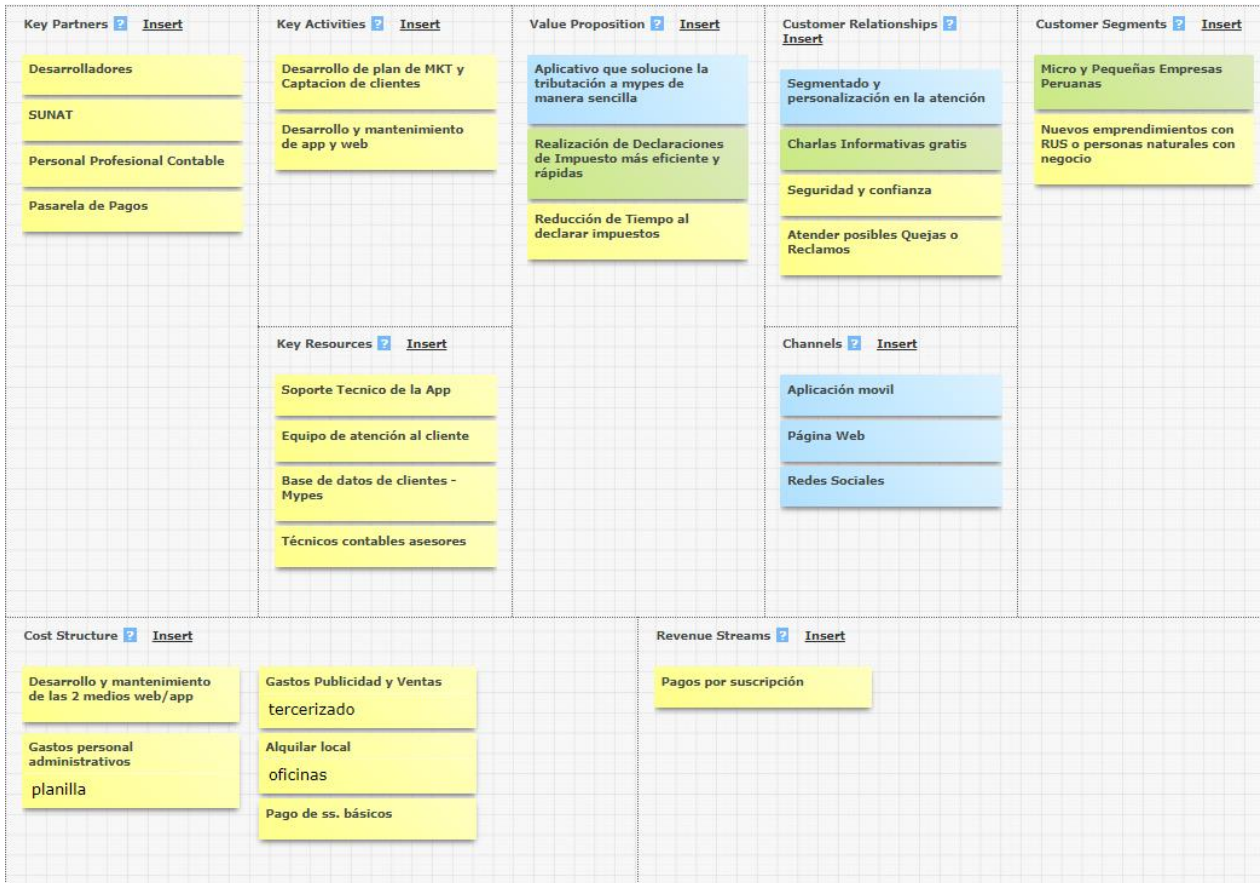 Key Partners ? Insert
Desarrolladores
SUNAT
Personal Profesional Contable
Pasarela de Pagos
Key Activities ? Insert
Desarrollo de plan de MKT y
Captacion de clientes
Desarrollo y mantenimiento
de app y web
Key Resources ? Insert
Soporte Tecnico de la App
Equipo de atención al cliente
Base de datos de clientes -
Mypes
Técnicos contables asesores
Value Proposition ? Insert
Aplicativo que solucione la
tributación a mypes de
manera sencilla
Realización de Declaraciones
de Impuesto más eficiente y
rápidas
Reducción de Tiempo al
declarar impuestos
Customer Relationships ?
Insert
Segmentado y
personalización en la atención
Charlas Informativas gratis
Seguridad y confianza
Atender posibles Quejas o
Reclamos
Channels ? Insert
Aplicación movil
Página Web
Redes Sociales
Customer Segments ? Insert
Micro y Pequeñas Empresas
Peruanas
Nuevos emprendimientos con
RUS o personas naturales con
negocio
Cost Structure ? Insert
Desarrollo y mantenimiento
de las 2 medios web/app
Gastos personal
administrativos
planilla
Gastos Publicidad y Ventas
tercerizado
Alquilar local
oficinas
Pago de ss. básicos
Revenue Streams ? Insert
Pagos por suscripción